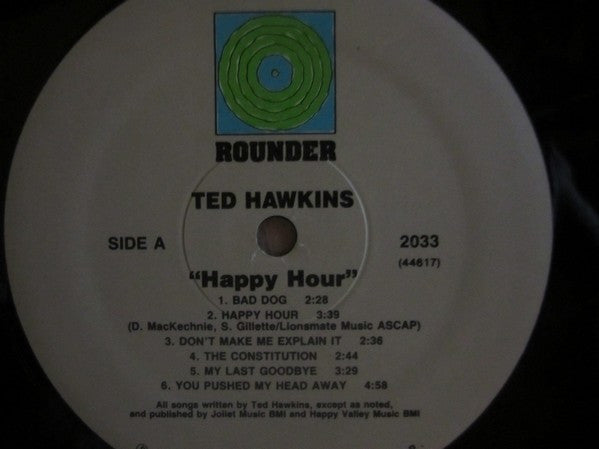 ROUNDER
TED HAWKINS
SIDE A
2033
(44617)
"Happy Hour"
1. BAD DOG 2:28
2. HAPPY HOUR 3:39
(D. MacKechnie, S. Gillette/Lionsmate Music ASCAP)
3. DON'T MAKE ME EXPLAIN IT 2:36
4. THE CONSTITUTION 2:44
5. MY LAST GOODBYE 3:29
6. YOU PUSHED MY HEAD AWAY 4:58
All songs written by Ted Hawkins, except as noted,
and published by Joliet Music BMI and Happy Valley Music BMI